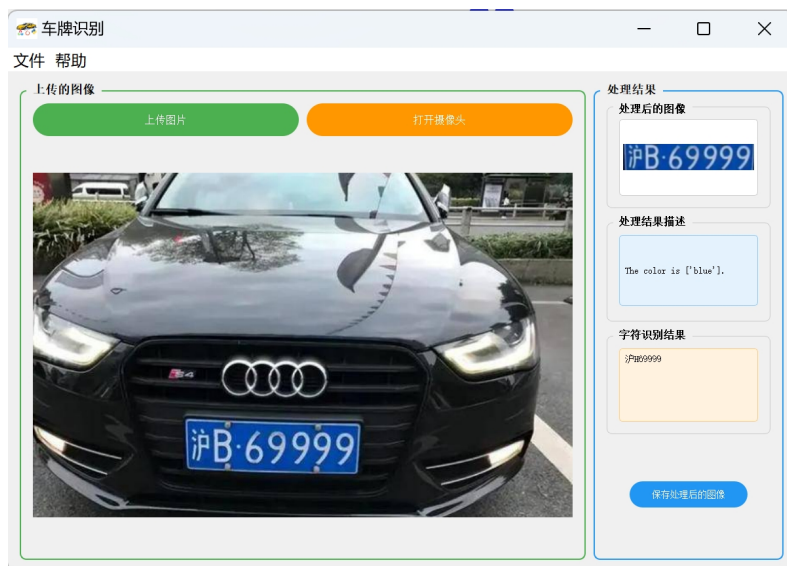 车牌识别
文件 帮助
上传的图像
上传图片
打开摄像头
S4
沪B·69999
处理结果
处理后的图像
沪B·69999
处理结果描述
The color is ['blue'].
字符识别结果
沪H69999
保存处理后的图像